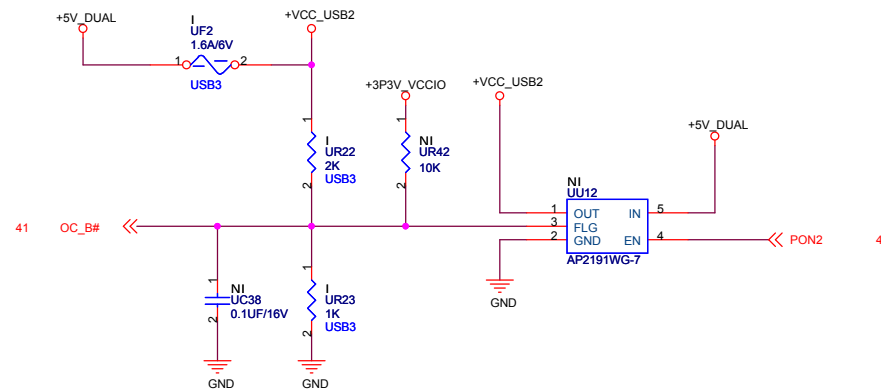 +5V_DUAL
I
UF2
1.6A/6V
1
2
USB3
+VCC_USB2
+3P3V_VCCIO
+VCC_USB2
+5V_DUAL
1
I
UR22
2K
USB3
2
1
NI
UR42
10K
2
NI
UU12
1 OUT IN 5
3 FLG
2 GND EN 4
AP2191WG-7
PON2
4
41 OC_B#
1
NI
UC38
0.1UF/16V
2
GND
1
I
UR23
1K
USB3
2
GND
GND